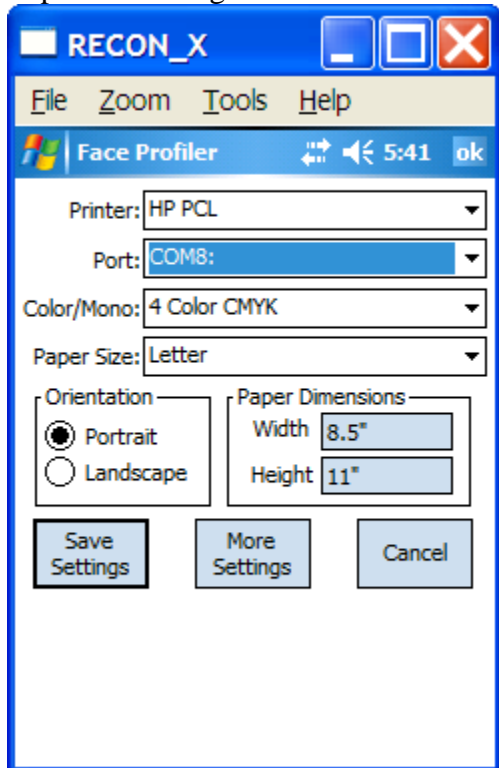 RECON_X
File Zoom Tools Help
Face Profiler 5:41 ok
Printer: HP PCL
Port: COM8:
Color/Mono: 4 Color CMYK
Paper Size: Letter
Orientation
Portrait
Landscape
Paper Dimensions
Width 8.5"
Height 11"
Save Settings
More Settings
Cancel